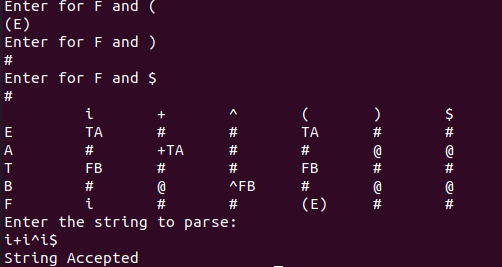 Enter for F and (
(E)
Enter for F and )
#
Enter for F and $
#
i + ^ ( ) $
E TA # # TA # #
A # +TA # # @ @
T FB # # FB # #
B # @ ^FB # @ @
F i # # (E) # #
Enter the string to parse:
i+i^i$
String Accepted